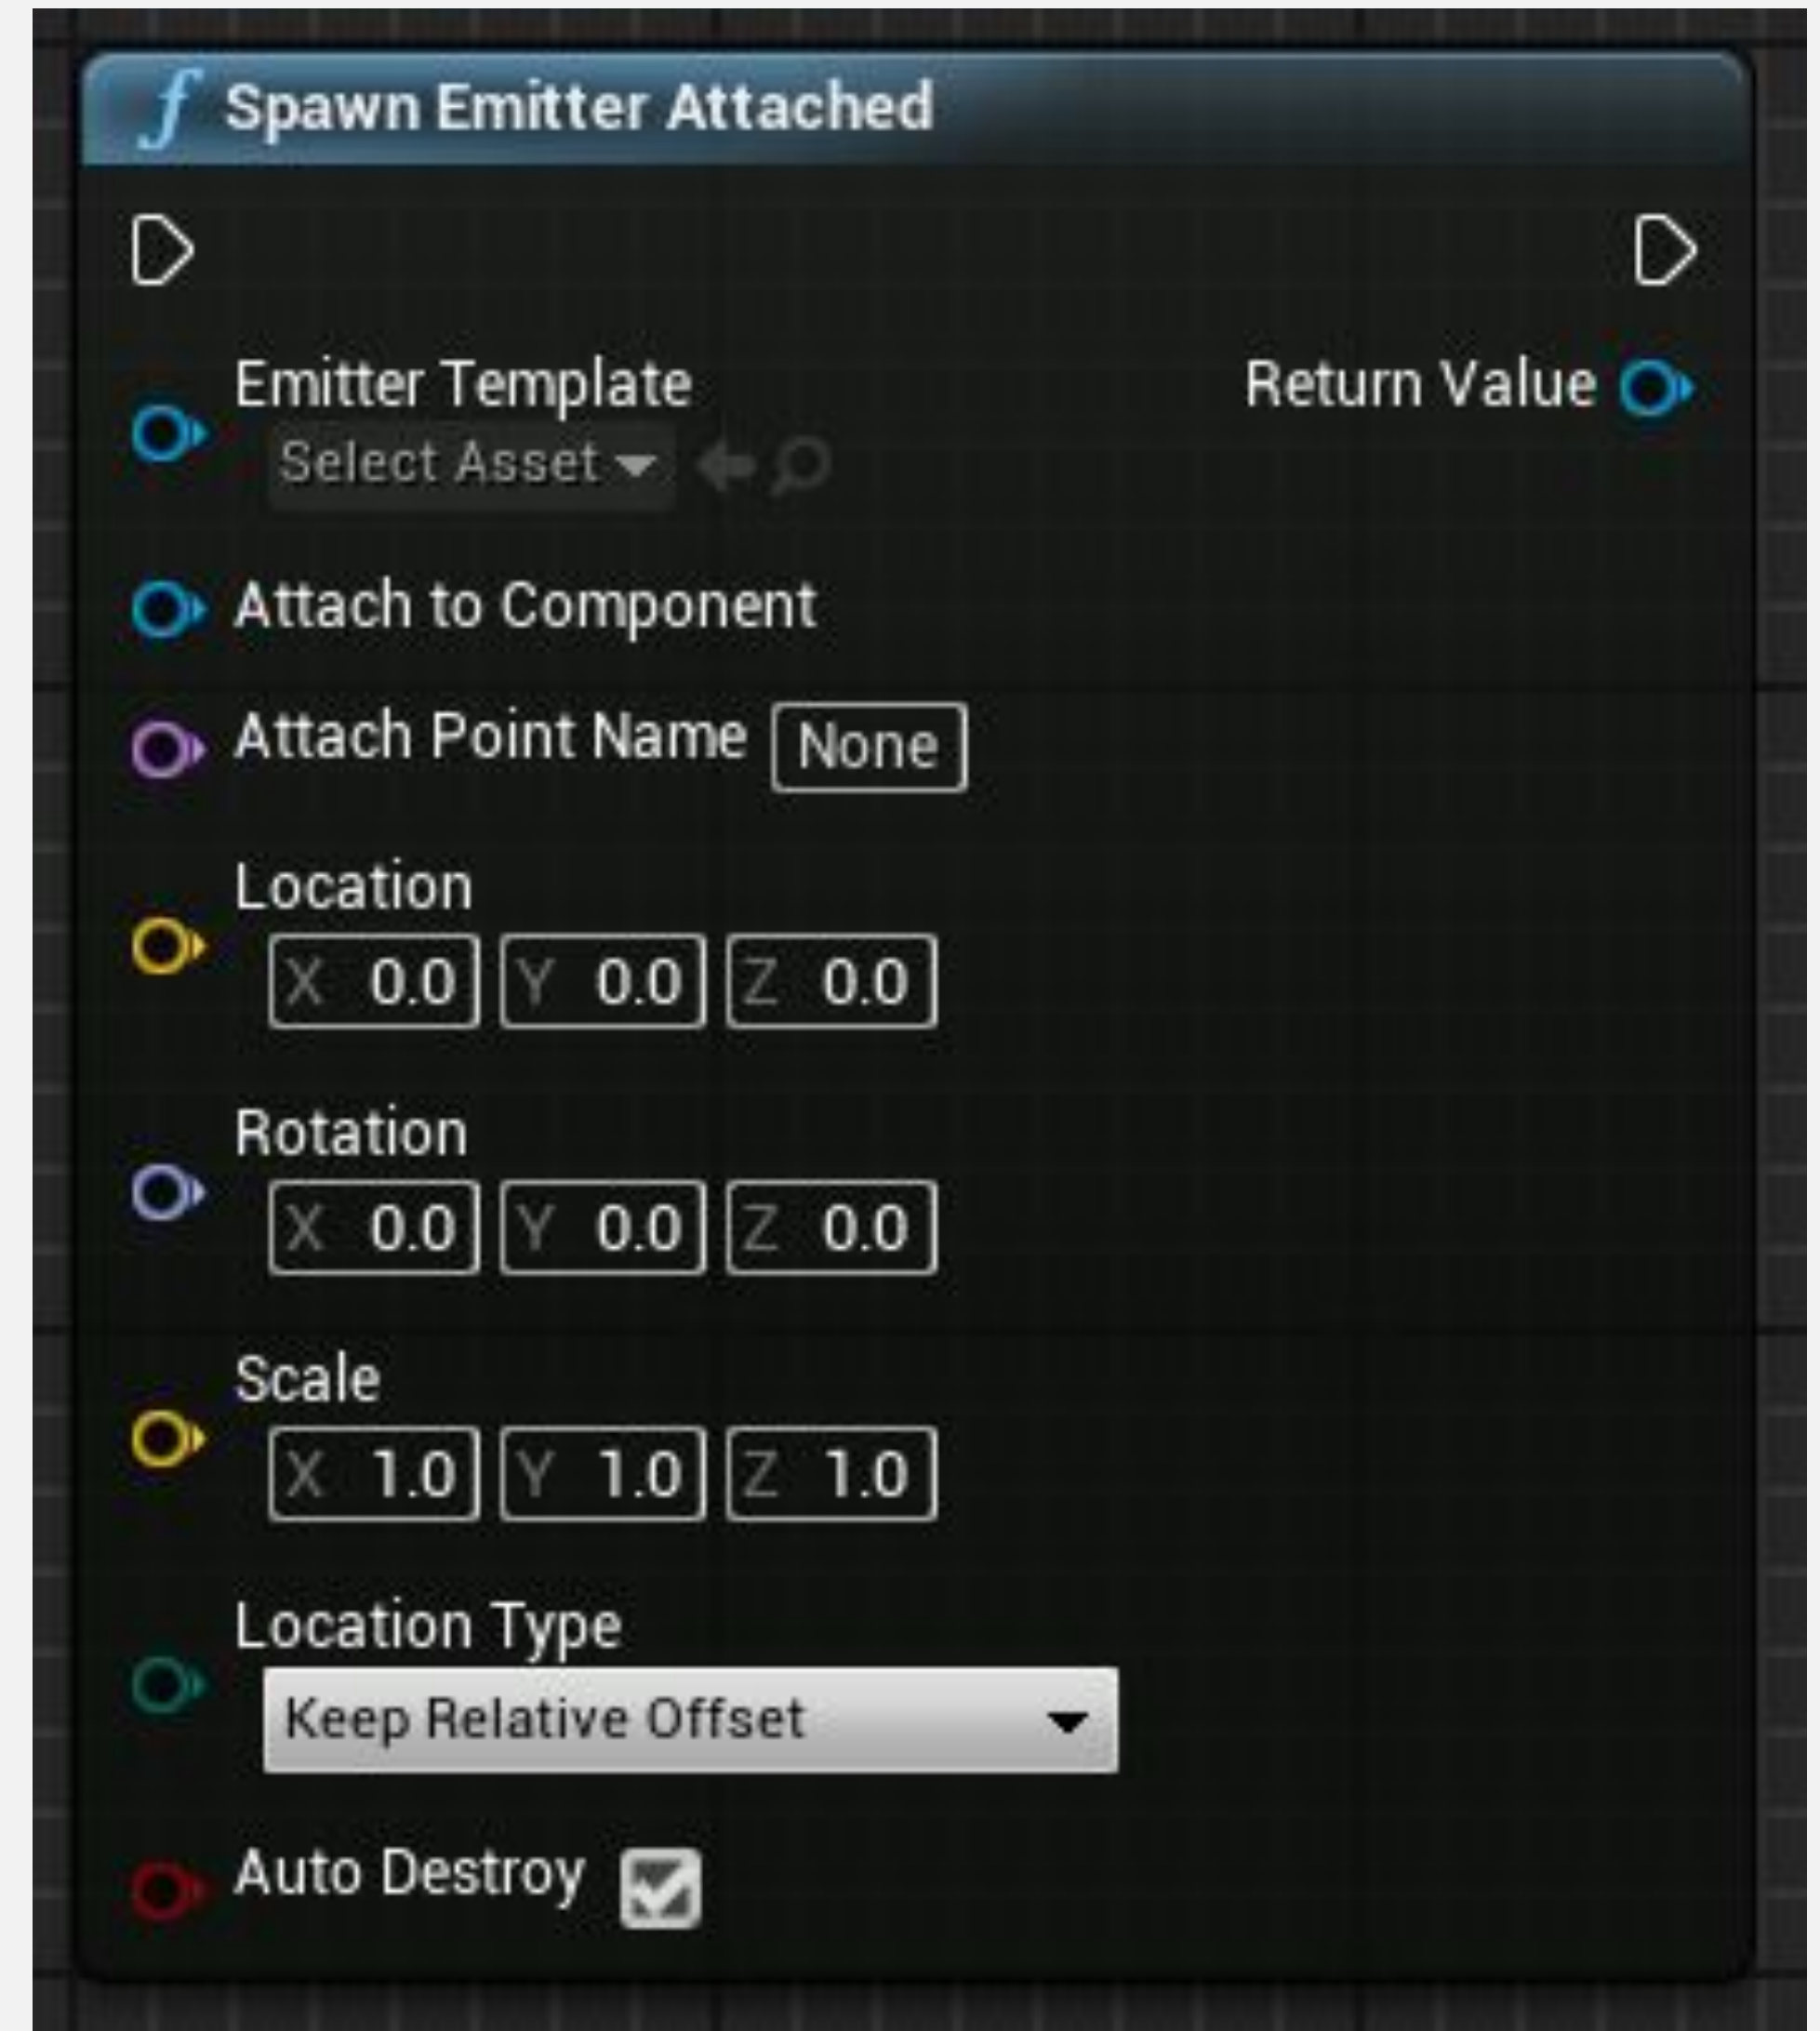 f Spawn Emitter Attached
Emitter Template
Return Value
Select Asset
Attach to Component
Attach Point Name None
Location
X 0.0 Y 0.0 Z 0.0
Rotation
X 0.0 Y 0.0 Z 0.0
Scale
X 1.0 Y 1.0 Z 1.0
Location Type
Keep Relative Offset
Auto Destroy